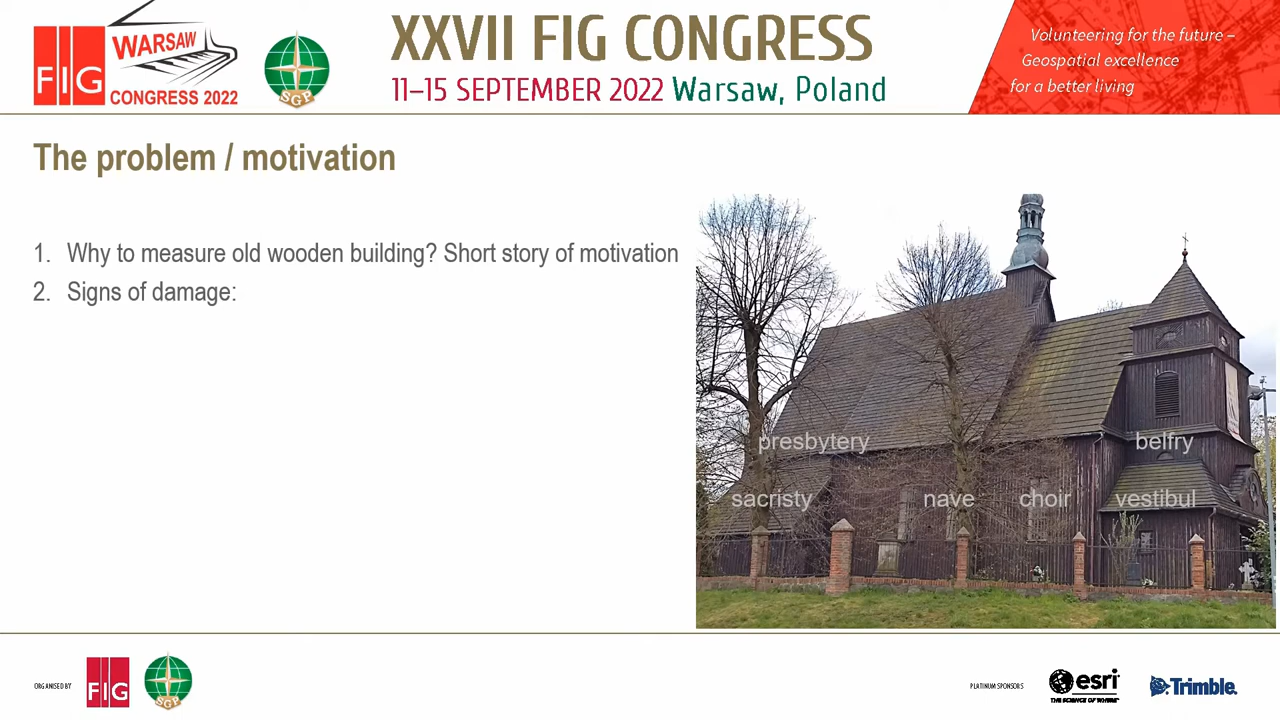 FIG
WARSAW
CONGRESS 2022
SGP
XXVII FIG CONGRESS
11–15 SEPTEMBER 2022 Warsaw, Poland
Volunteering for the future –
Geospatial excellence
for a better living
The problem / motivation
1. Why to measure old wooden building? Short story of motivation
2. Signs of damage:
presbytery
belfry
sacristy
nave
choir
vestibul
ORGANISED BY
FIG
SGP
PLATINUM SPONSORS
esri
THE SCIENCE OF WHERE®
Trimble.